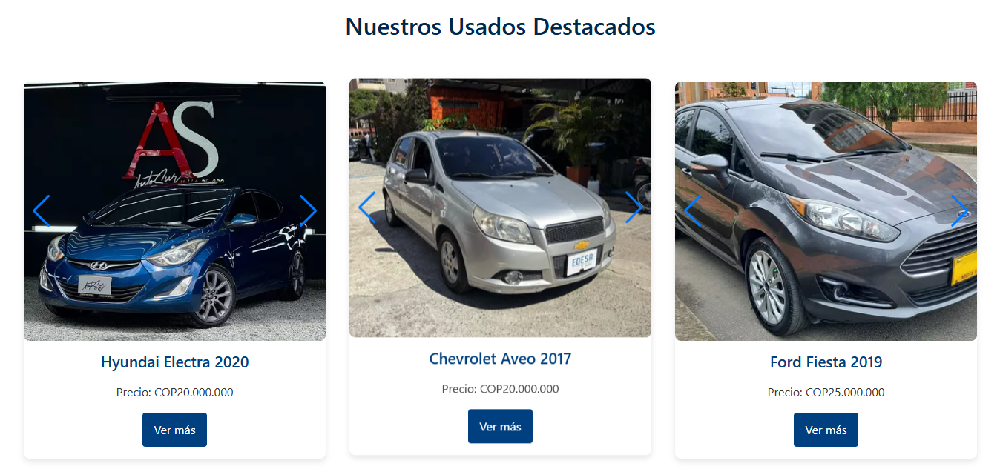 Nuestros Usados Destacados
AS
AutoSur
EDESA
Hyundai Electra 2020
Chevrolet Aveo 2017
Ford Fiesta 2019
Precio: COP20.000.000
Precio: COP20.000.000
Precio: COP25.000.000
Ver más
Ver más
Ver más